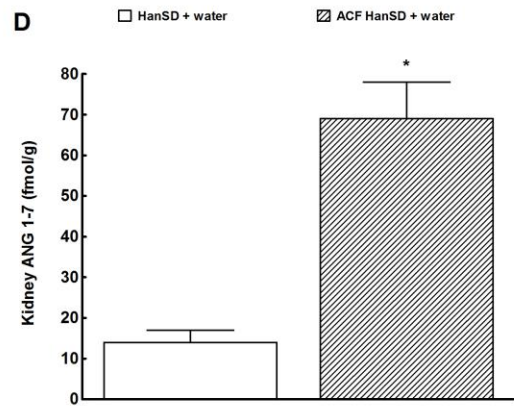 D
HanSD + water
ACF HanSD + water
Kidney ANG 1-7 (fmol/g)
80
70
60
50
40
30
20
10
0
*